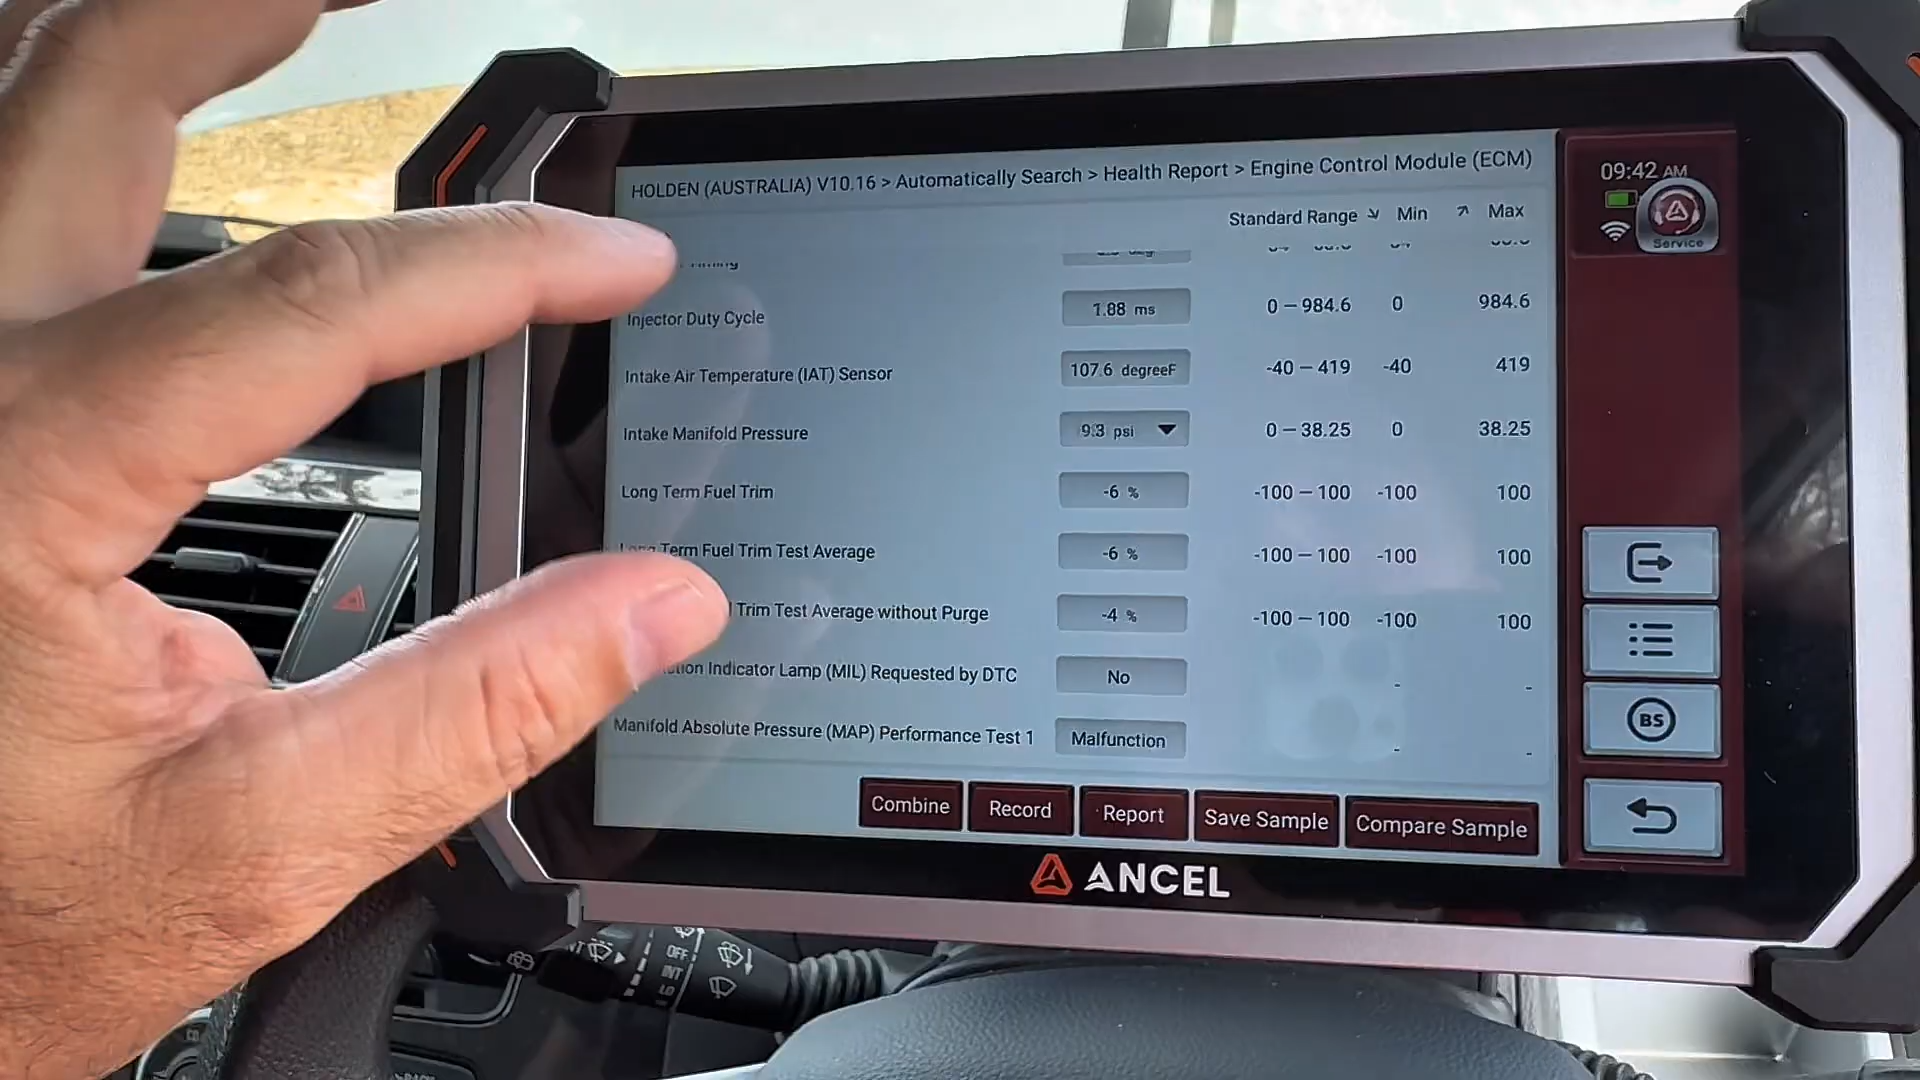 HOLDEN (AUSTRALIA) V10.16 > Automatically Search > Health Report > Engine Control Module (ECM)
09:42 AM
Service
Standard Range Min Max
Injector Duty Cycle 1.88 ms 0 – 984.6 0 984.6
Intake Air Temperature (IAT) Sensor 107.6 degreeF -40 – 419 -40 419
Intake Manifold Pressure 9.3 psi 0 – 38.25 0 38.25
Long Term Fuel Trim -6 % -100 – 100 -100 100
Term Fuel Trim Test Average -6 % -100 – 100 -100 100
Trim Test Average without Purge -4 % -100 – 100 -100 100
Indicator Lamp (MIL) Requested by DTC No - -
Manifold Absolute Pressure (MAP) Performance Test 1 Malfunction - -
BS
Combine Record Report Save Sample Compare Sample
ANCEL
OFF
INT
LO